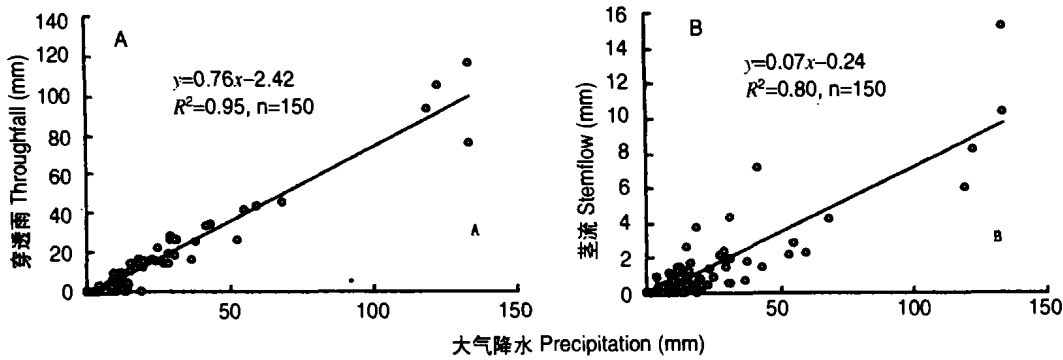 A
y=0.76x−2.42
R²=0.95, n=150
穿透雨 Throughfall (mm)
140
120
100
80
60
40
20
0
50
100
150
A
B
y=0.07x−0.24
R²=0.80, n=150
茎流 Stemflow (mm)
16
14
12
10
8
6
4
2
0
0
50
100
150
B
大气降水 Precipitation (mm)